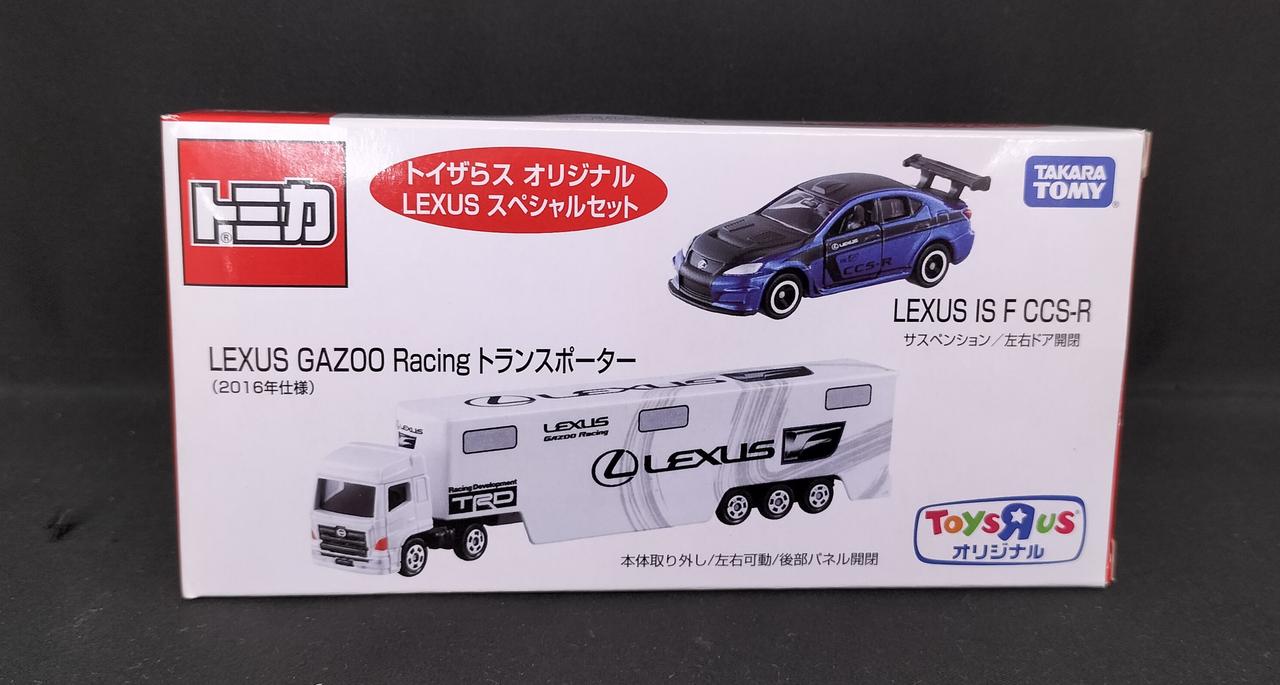 トミカ
®
トイザらス オリジナル
LEXUS スペシャルセット
TAKARA
TOMY
®
LEXUS
CCS-R
LEXUS IS F CCS-R
サスペンション／左右ドア開閉
LEXUS GAZOO Racing トランスポーター
（2016年仕様）
LEXUS
LEXUS
LEXUS
GAZOO Racing
LEXUS F
Racing Development
TRD
本体取り外し/左右可動/後部パネル開閉
TOYS"R"US
オリジナル